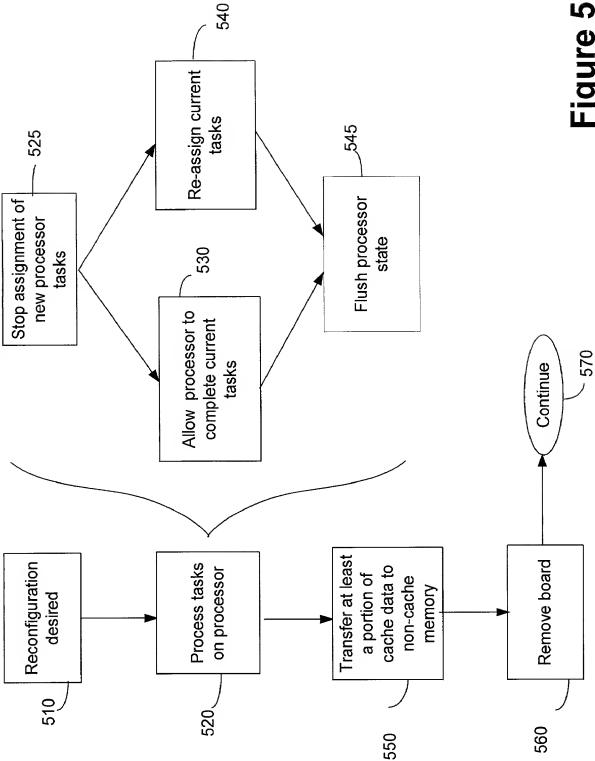 Reconfiguration
desired
510
Process tasks
on processor
520
Stop assignment of
new processor
tasks
525
Allow processor to
complete current
tasks
530
Re-assign current
tasks
540
Flush processor
state
545
Transfer at least
a portion of
cache data to
non-cache
memory
550
Remove board
560
Continue
570
Figure 5